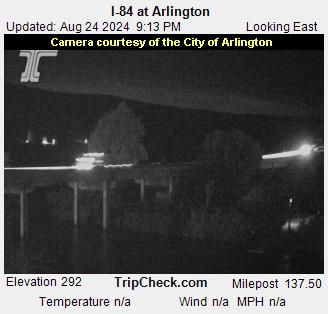 I-84 at Arlington
Updated: Aug 24 2024 9:13 PM Looking East
Camera courtesy of the City of Arlington
Elevation 292 TripCheck.com Milepost 137.50
Temperature n/a Wind n/a MPH n/a